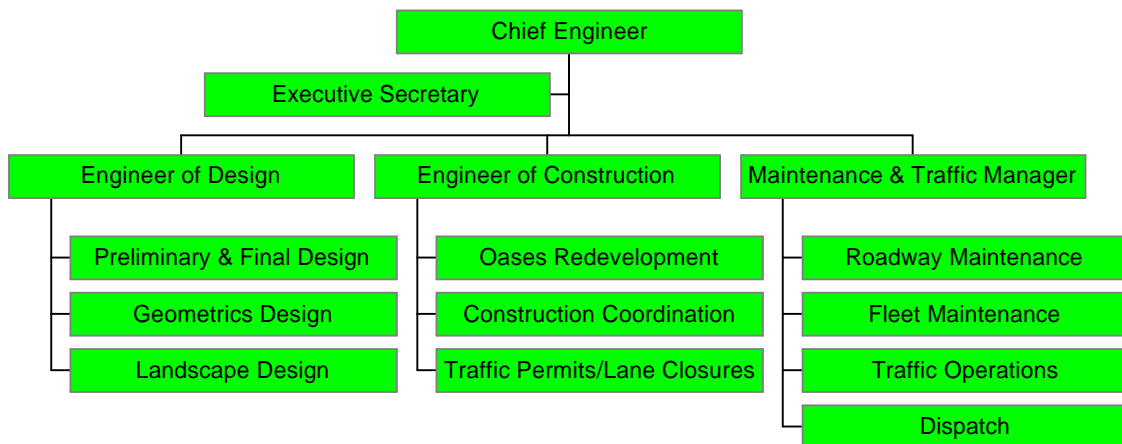 Chief Engineer
Executive Secretary
Engineer of Design
Engineer of Construction
Maintenance & Traffic Manager
Preliminary & Final Design
Oases Redevelopment
Roadway Maintenance
Geometrics Design
Construction Coordination
Fleet Maintenance
Landscape Design
Traffic Permits/Lane Closures
Traffic Operations
Dispatch